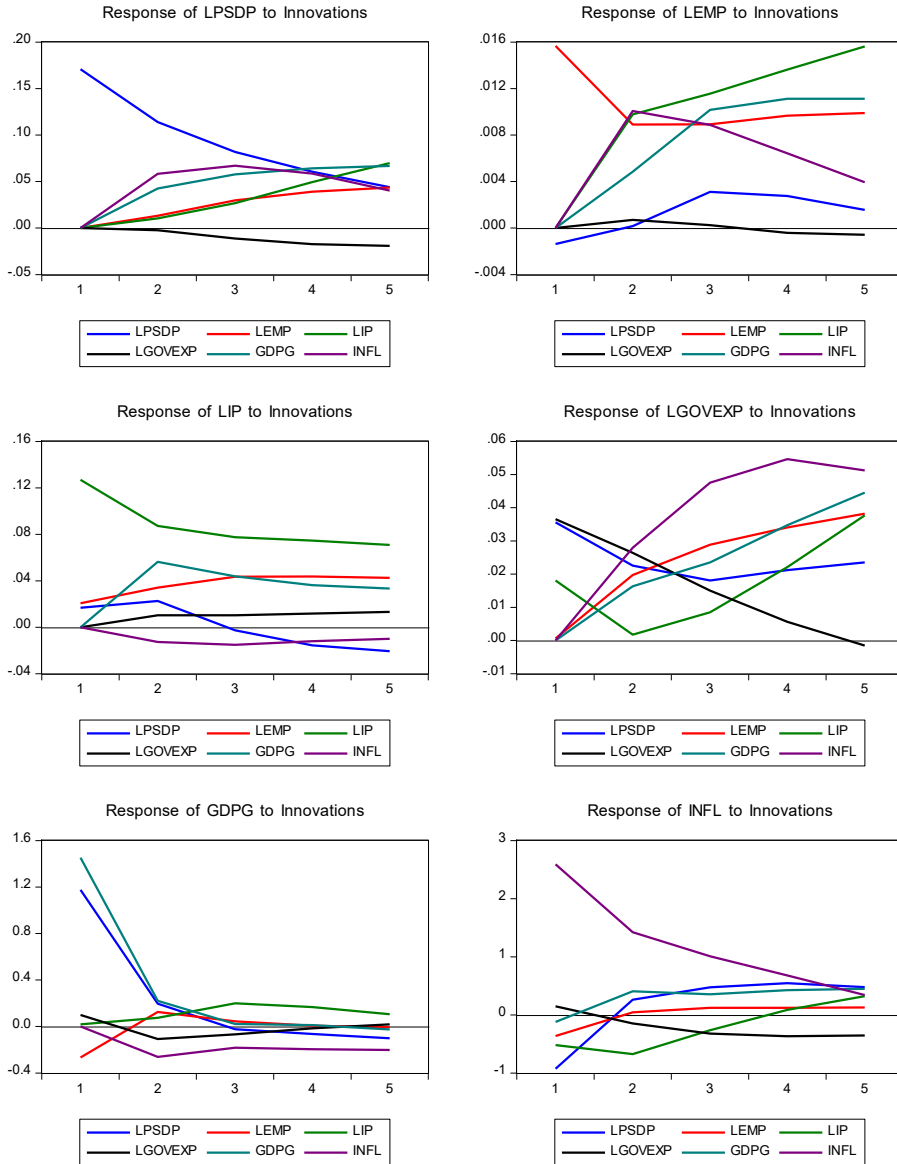 Response of LPSDP to Innovations
.20
.15
.10
.05
.00
-.05
1 2 3 4 5
LPSDP LEMP LIP
LGOVEXP GDPG INFL
Response of LEMP to Innovations
.016
.012
.008
.004
.000
-.004
1 2 3 4 5
LPSDP LEMP LIP
LGOVEXP GDPG INFL
Response of LIP to Innovations
.16
.12
.08
.04
.00
-.04
1 2 3 4 5
LPSDP LEMP LIP
LGOVEXP GDPG INFL
Response of LGOVEXP to Innovations
.06
.05
.04
.03
.02
.01
.00
-.01
1 2 3 4 5
LPSDP LEMP LIP
LGOVEXP GDPG INFL
Response of GDPG to Innovations
1.6
1.2
0.8
0.4
0.0
-0.4
1 2 3 4 5
LPSDP LEMP LIP
LGOVEXP GDPG INFL
Response of INFL to Innovations
3
2
1
0
-1
1 2 3 4 5
LPSDP LEMP LIP
LGOVEXP GDPG INFL